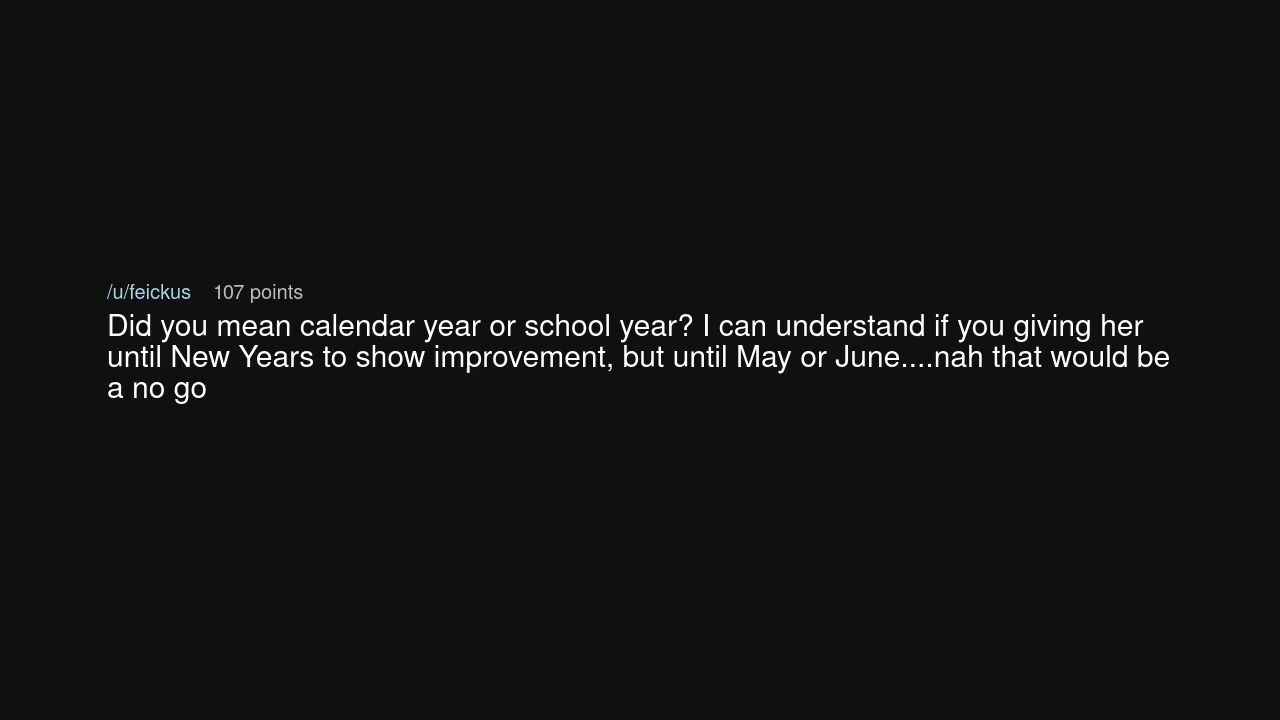 /u/feickus 107 points
Did you mean calendar year or school year? I can understand if you giving her
until New Years to show improvement, but until May or June....nah that would be
a no go